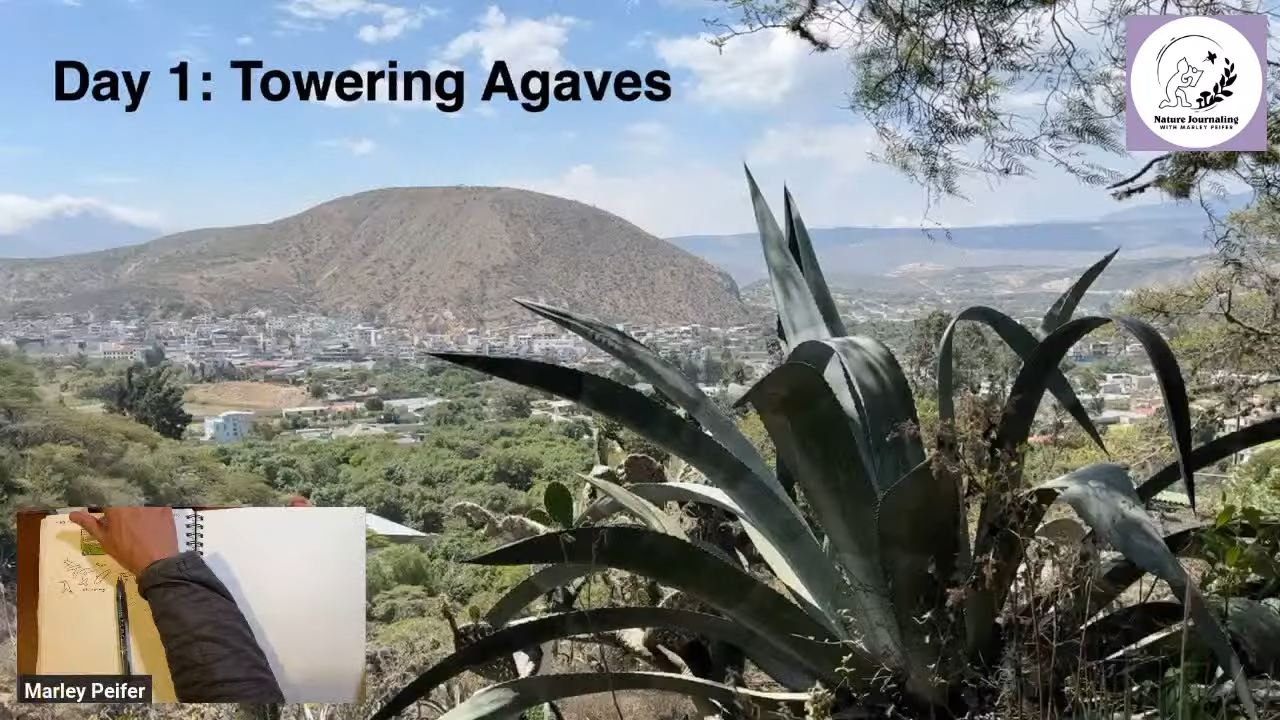 Day 1: Towering Agaves
Nature Journaling
WITH MARLEY PEIFER
Marley Peifer